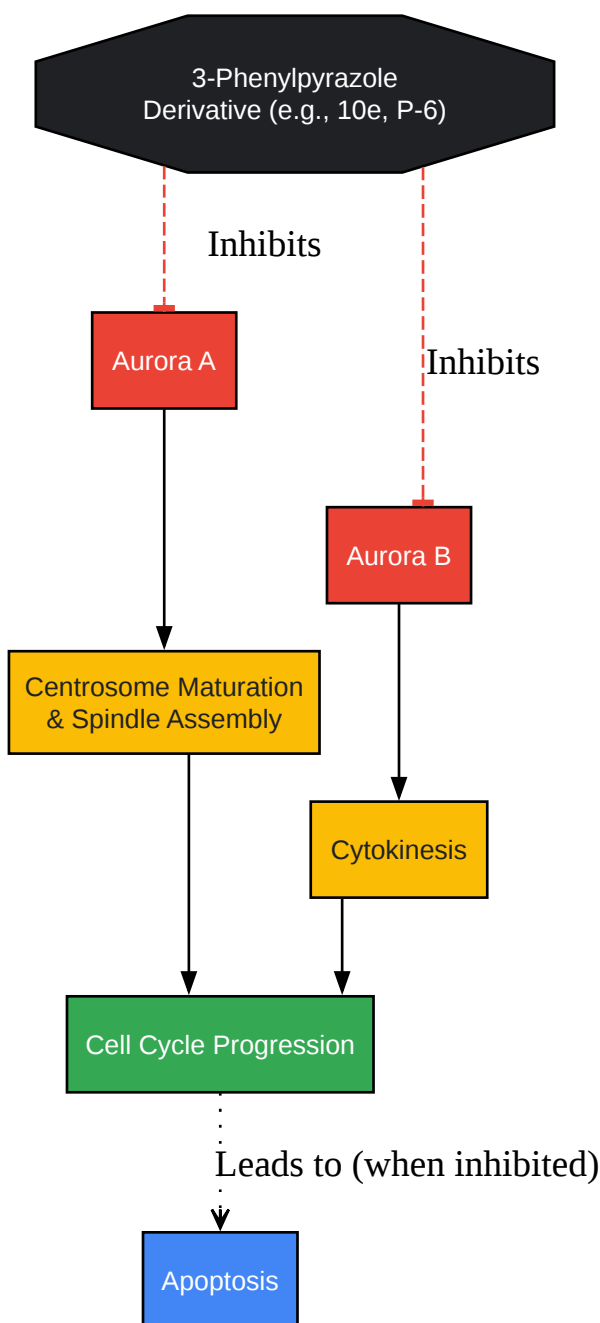 3-Phenylpyrazole
Derivative (e.g., 10e, P-6)
Inhibits
Aurora A
Inhibits
Aurora B
Centrosome Maturation
& Spindle Assembly
Cytokinesis
Cell Cycle Progression
Leads to (when inhibited)
Apoptosis